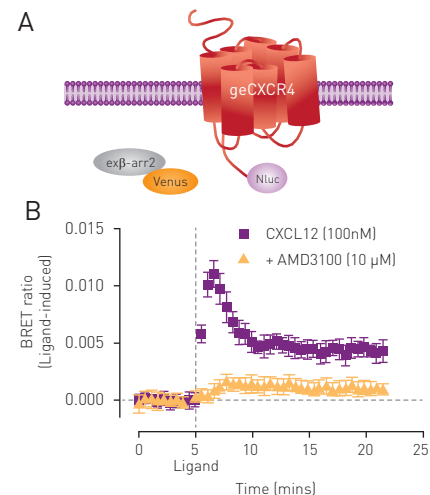 A
geCXCR4
exβ-arr2
Venus
Nluc
B
CXCL12 (100nM)
+ AMD3100 (10 µM)
BRET ratio
(Ligand-induced)
0.015
0.010
0.005
0.000
0
5
10
15
20
25
Ligand
Time (mins)